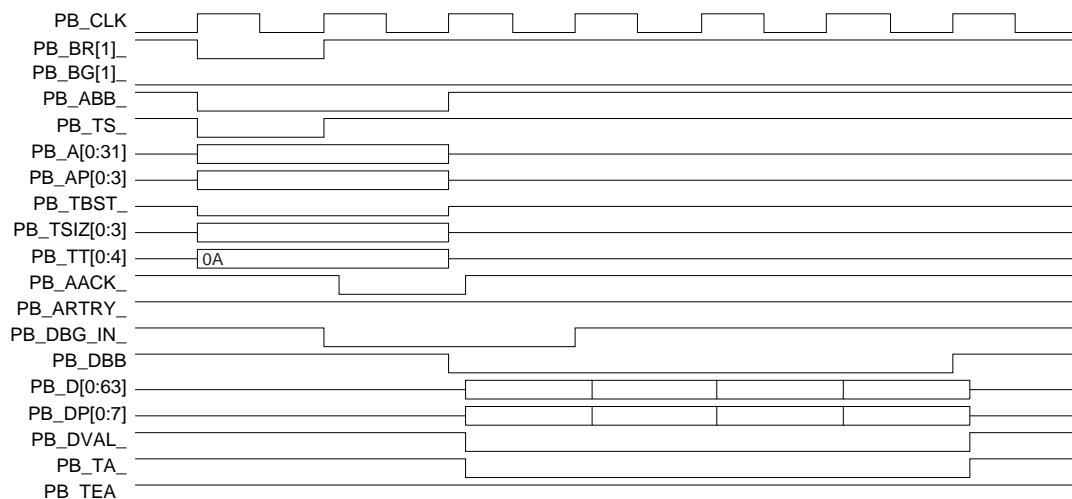 PB_CLK
PB_BR[1]_
PB_BG[1]_
PB_ABB_
PB_TS_
PB_A[0:31]
PB_AP[0:3]
PB_TBST_
PB_TSIZ[0:3]
PB_TT[0:4] 0A
PB_AACK_
PB_ARTRY_
PB_DBG_IN_
PB_DBB
PB_D[0:63]
PB_DP[0:7]
PB_DVAL_
PB_TA_
PB_TEA